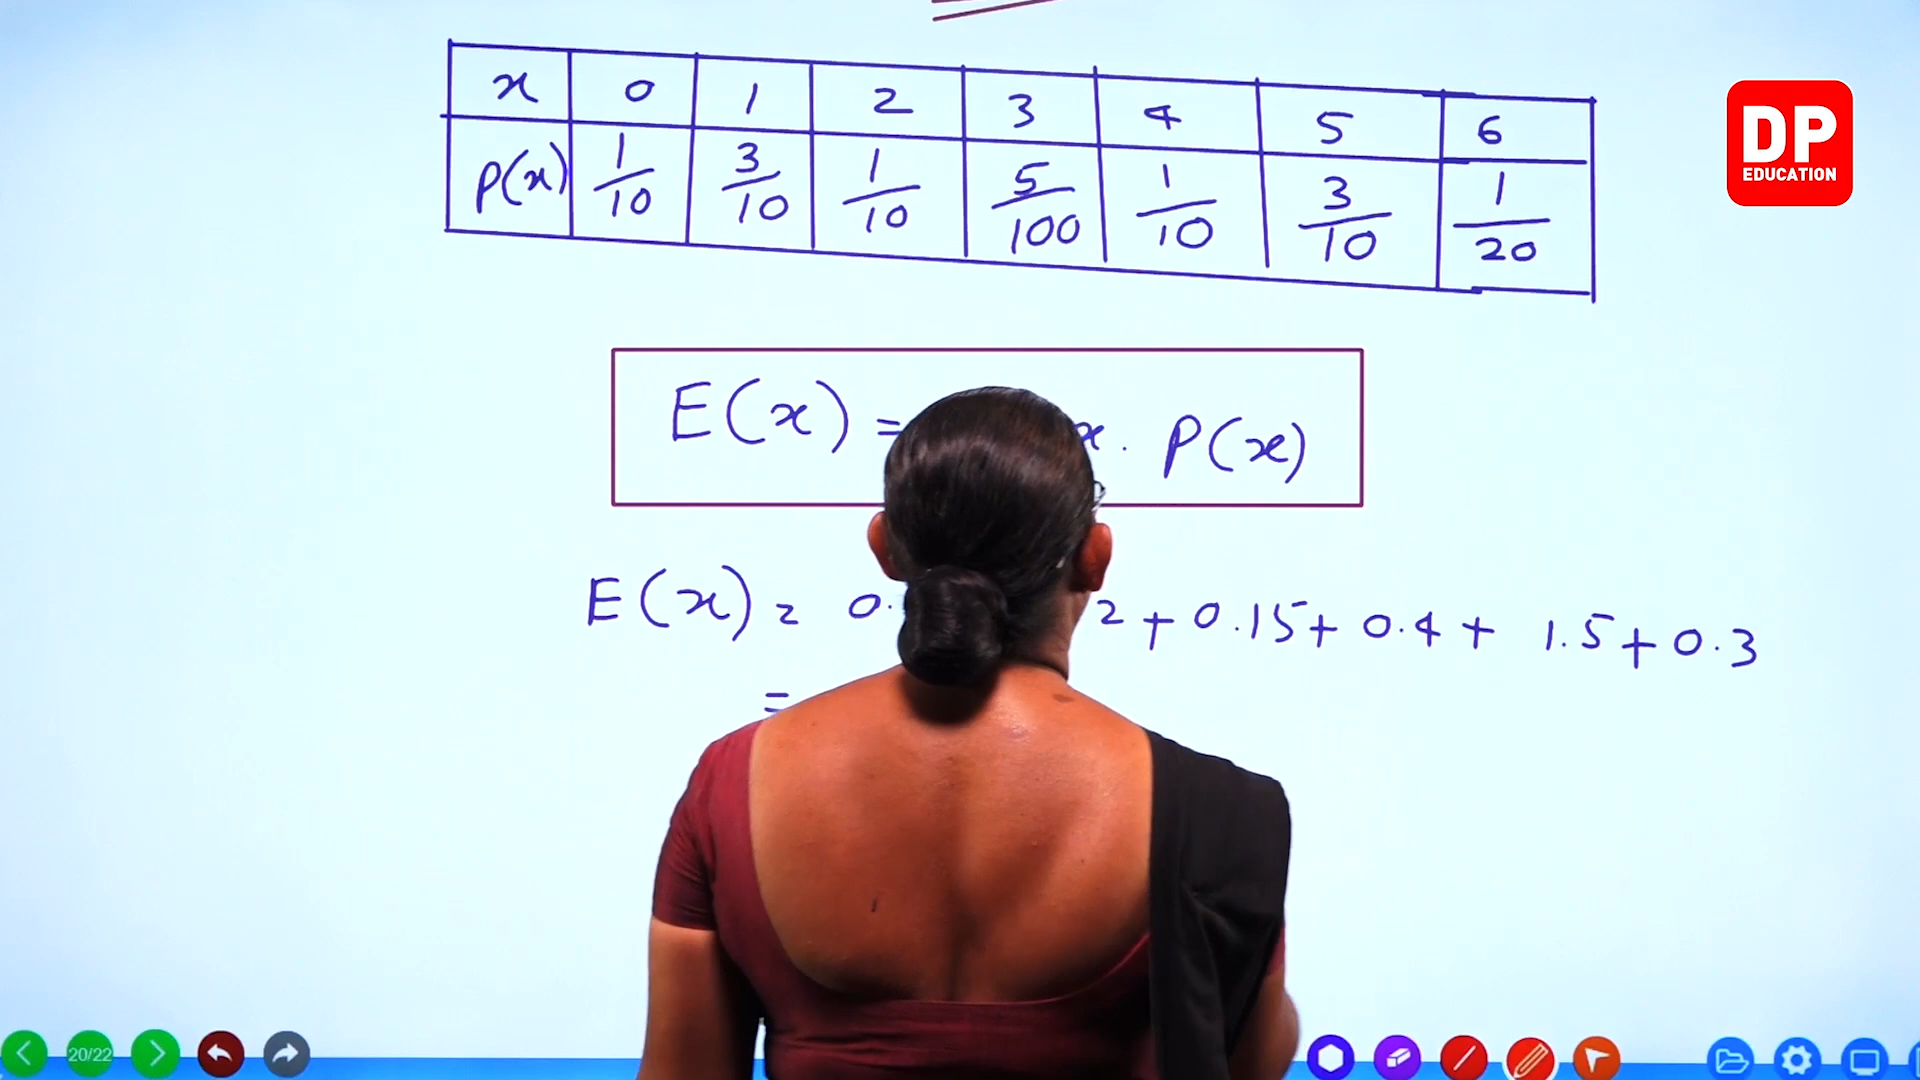 x 0 1 2 3 4 5 6
P(x) 1/10 3/10 1/10 5/100 1/10 3/10 1/20
DP
EDUCATION
E(x) = x. P(x)
E(x) = 0. 2 + 0.15 + 0.4 + 1.5 + 0.3
=
20/22